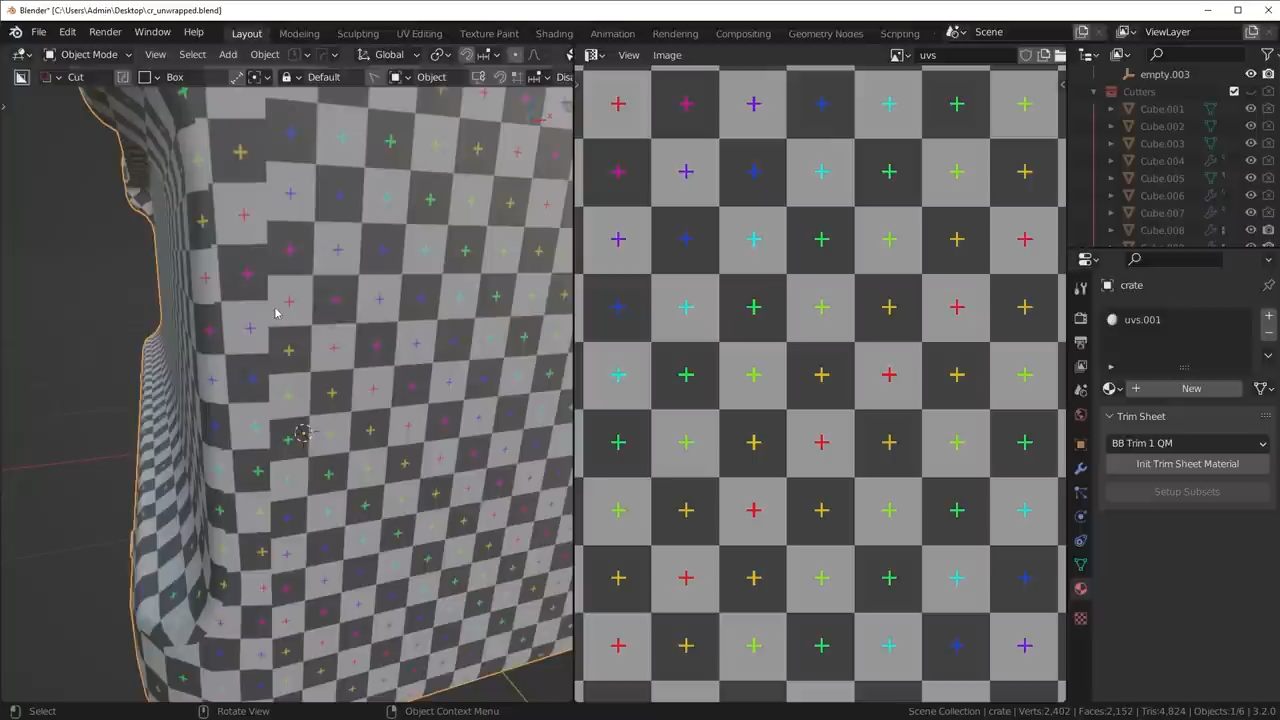 Blender* [C:\Users\Admin\Desktop\cr_unwrapped.blend]
File Edit Render Window Help Layout Modeling Sculpting UV Editing Texture Paint Shading Animation Rendering Compositing Geometry Nodes Scripting Scene ViewLayer
Object Mode View Select Add Object Global View Image uvs
Cut Box Default Object Disa
empty.003
Cutters
Cube.001
Cube.002
Cube.003
Cube.004
Cube.005
Cube.006
Cube.007
Cube.008
crate
uvs.001
New
Trim Sheet
BB Trim 1 QM
Init Trim Sheet Material
Setup Subsets
Select Rotate View Object Context Menu Scene Collection | crate | Verts:2,402 | Faces:2,152 | Tris:4,824 | Objects:1/6 | 3.2.0